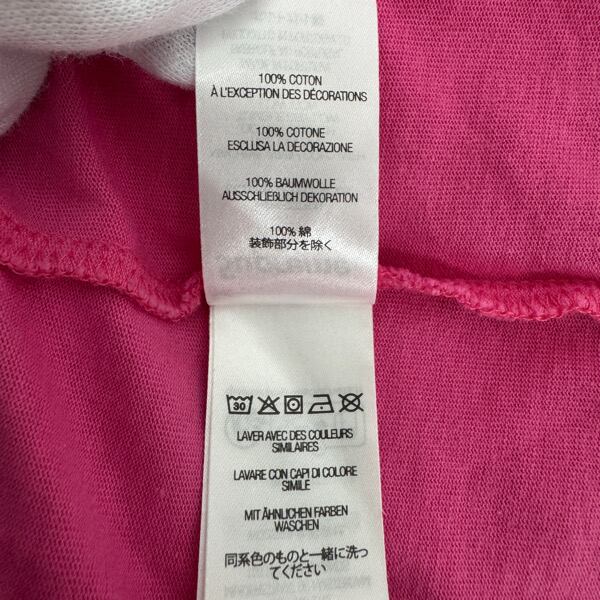 100% COTON
À L'EXCEPTION DES DÉCORATIONS
100% COTONE
ESCLUSA LA DECORAZIONE
100% BAUMWOLLE
AUSSCHLIEßLICH DEKORATION
100% 綿
装飾部分を除く
30
LAVER AVEC DES COULEURS
SIMILAIRES
LAVARE CON CAPI DI COLORE
SIMILE
MIT ÄHNLICHEN FARBEN
WASCHEN
同系色のものと一緒に洗っ
てください